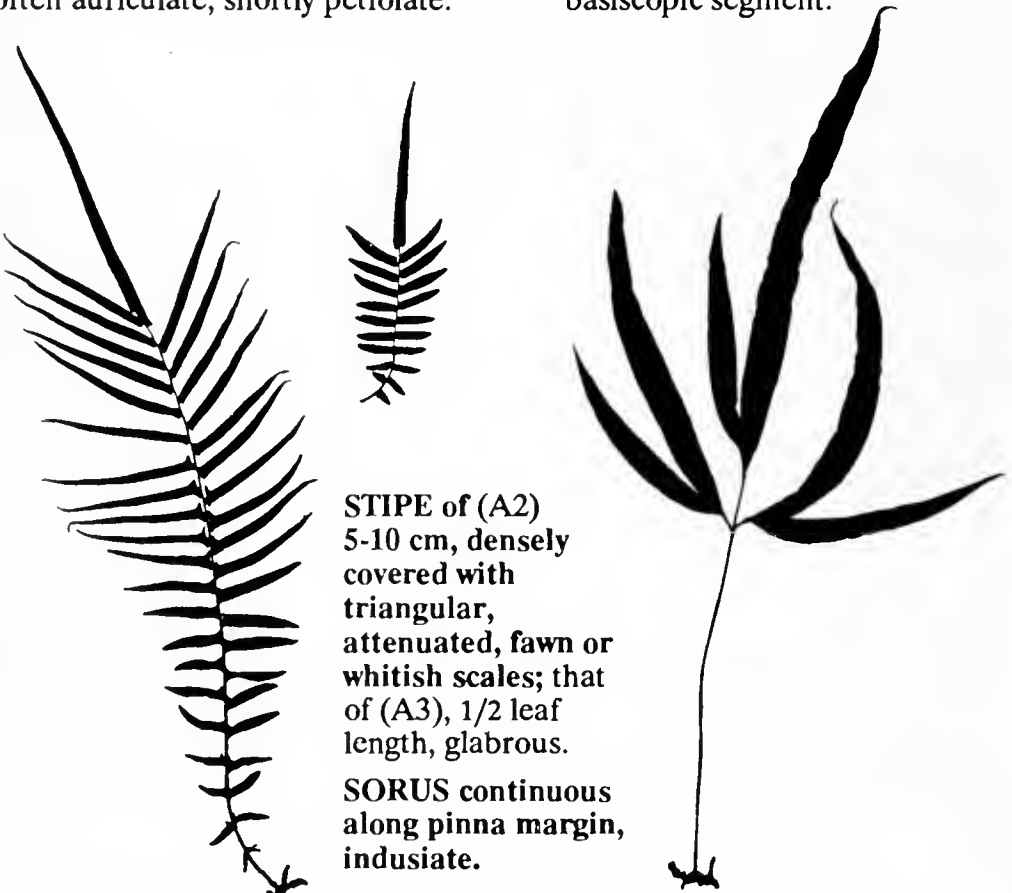 often auriculate, shortly petiolate.
basiscopic segment.
STIPE of (A2)
5-10 cm, densely
covered with
triangular,
attenuated, fawn or
whitish scales; that
of (A3), 1/2 leaf
length, glabrous.
SORUS continuous
along pinna margin,
indusiate.